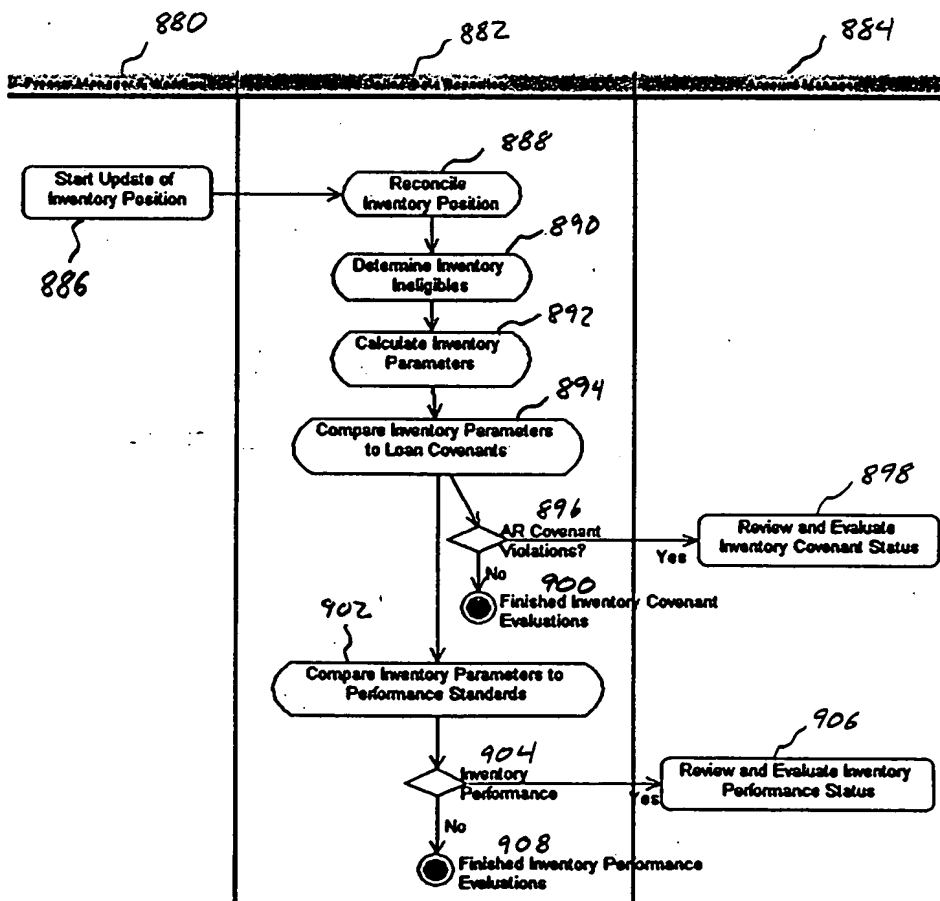 880
882
884
888
Start Update of
Inventory Position
Reconcile
Inventory Position
886
890
Determine Inventory
Ineligibles
892
Calculate Inventory
Parameters
894
Compare Inventory Parameters
to Loan Covenants
896
AR Covenant
Violations?
Yes
898
Review and Evaluate
Inventory Covenant Status
No
900
Finished Inventory Covenant
Evaluations
902
Compare Inventory Parameters to
Performance Standards
904
Inventory
Performance
Yes
906
Review and Evaluate Inventory
Performance Status
No
908
Finished Inventory Performance
Evaluations